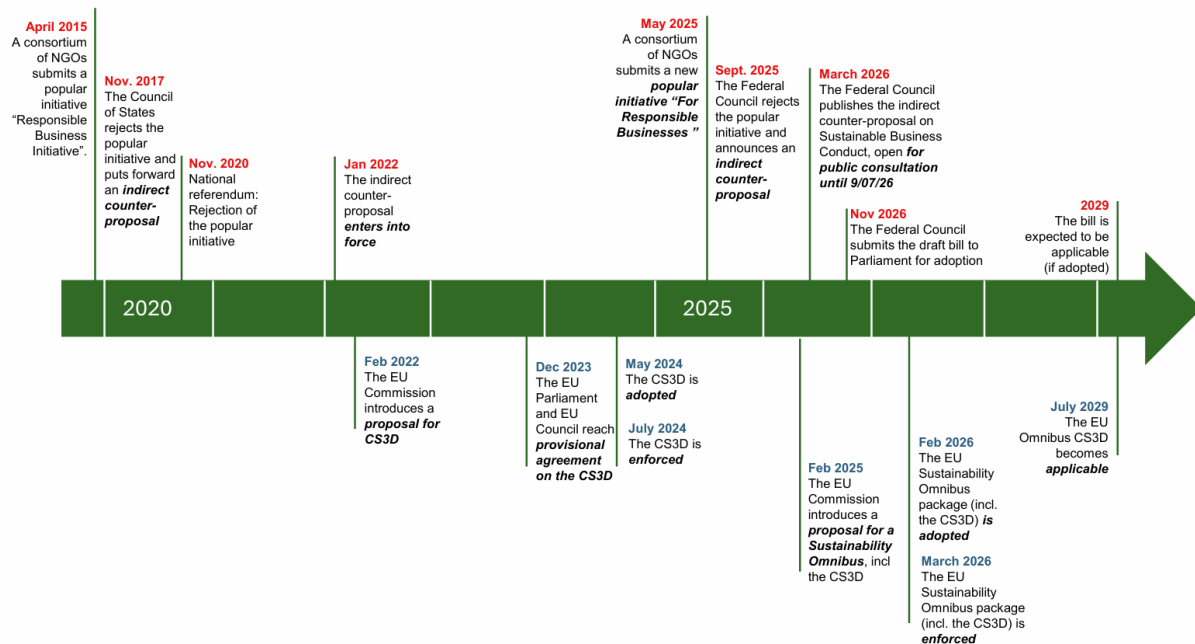 April 2015
A consortium
of NGOs
submits a
popular
initiative
“Responsible
Business
Initiative”.
Nov. 2017
The Council
of States
rejects the
popular
initiative and
puts forward
an indirect
counter-
proposal
Nov. 2020
National
referendum:
Rejection of
the popular
initiative
Jan 2022
The indirect
counter-
proposal
enters into
force
May 2025
A consortium
of NGOs
submits a new
popular
initiative “For
Responsible
Businesses ”
Sept. 2025
The Federal
Council rejects
the popular
initiative and
announces an
indirect
counter-
proposal
March 2026
The Federal Council
publishes the indirect
counter-proposal on
Sustainable Business
Conduct, open for
public consultation
until 9/07/26
Nov 2026
The Federal Council
submits the draft bill to
Parliament for adoption
2029
The bill is
expected to be
applicable
(if adopted)
2020
2025
Feb 2022
The EU
Commission
introduces a
proposal for
CS3D
Dec 2023
The EU
Parliament
and EU
Council reach
provisional
agreement
on the CS3D
May 2024
The CS3D is
adopted
July 2024
The CS3D is
enforced
Feb 2025
The EU
Commission
introduces a
proposal for a
Sustainability
Omnibus, incl
the CS3D
Feb 2026
The EU
Sustainability
Omnibus
package (incl.
the CS3D) is
adopted
March 2026
The EU
Sustainability
Omnibus package
(incl. the CS3D) is
enforced
July 2029
The EU
Omnibus CS3D
becomes
applicable